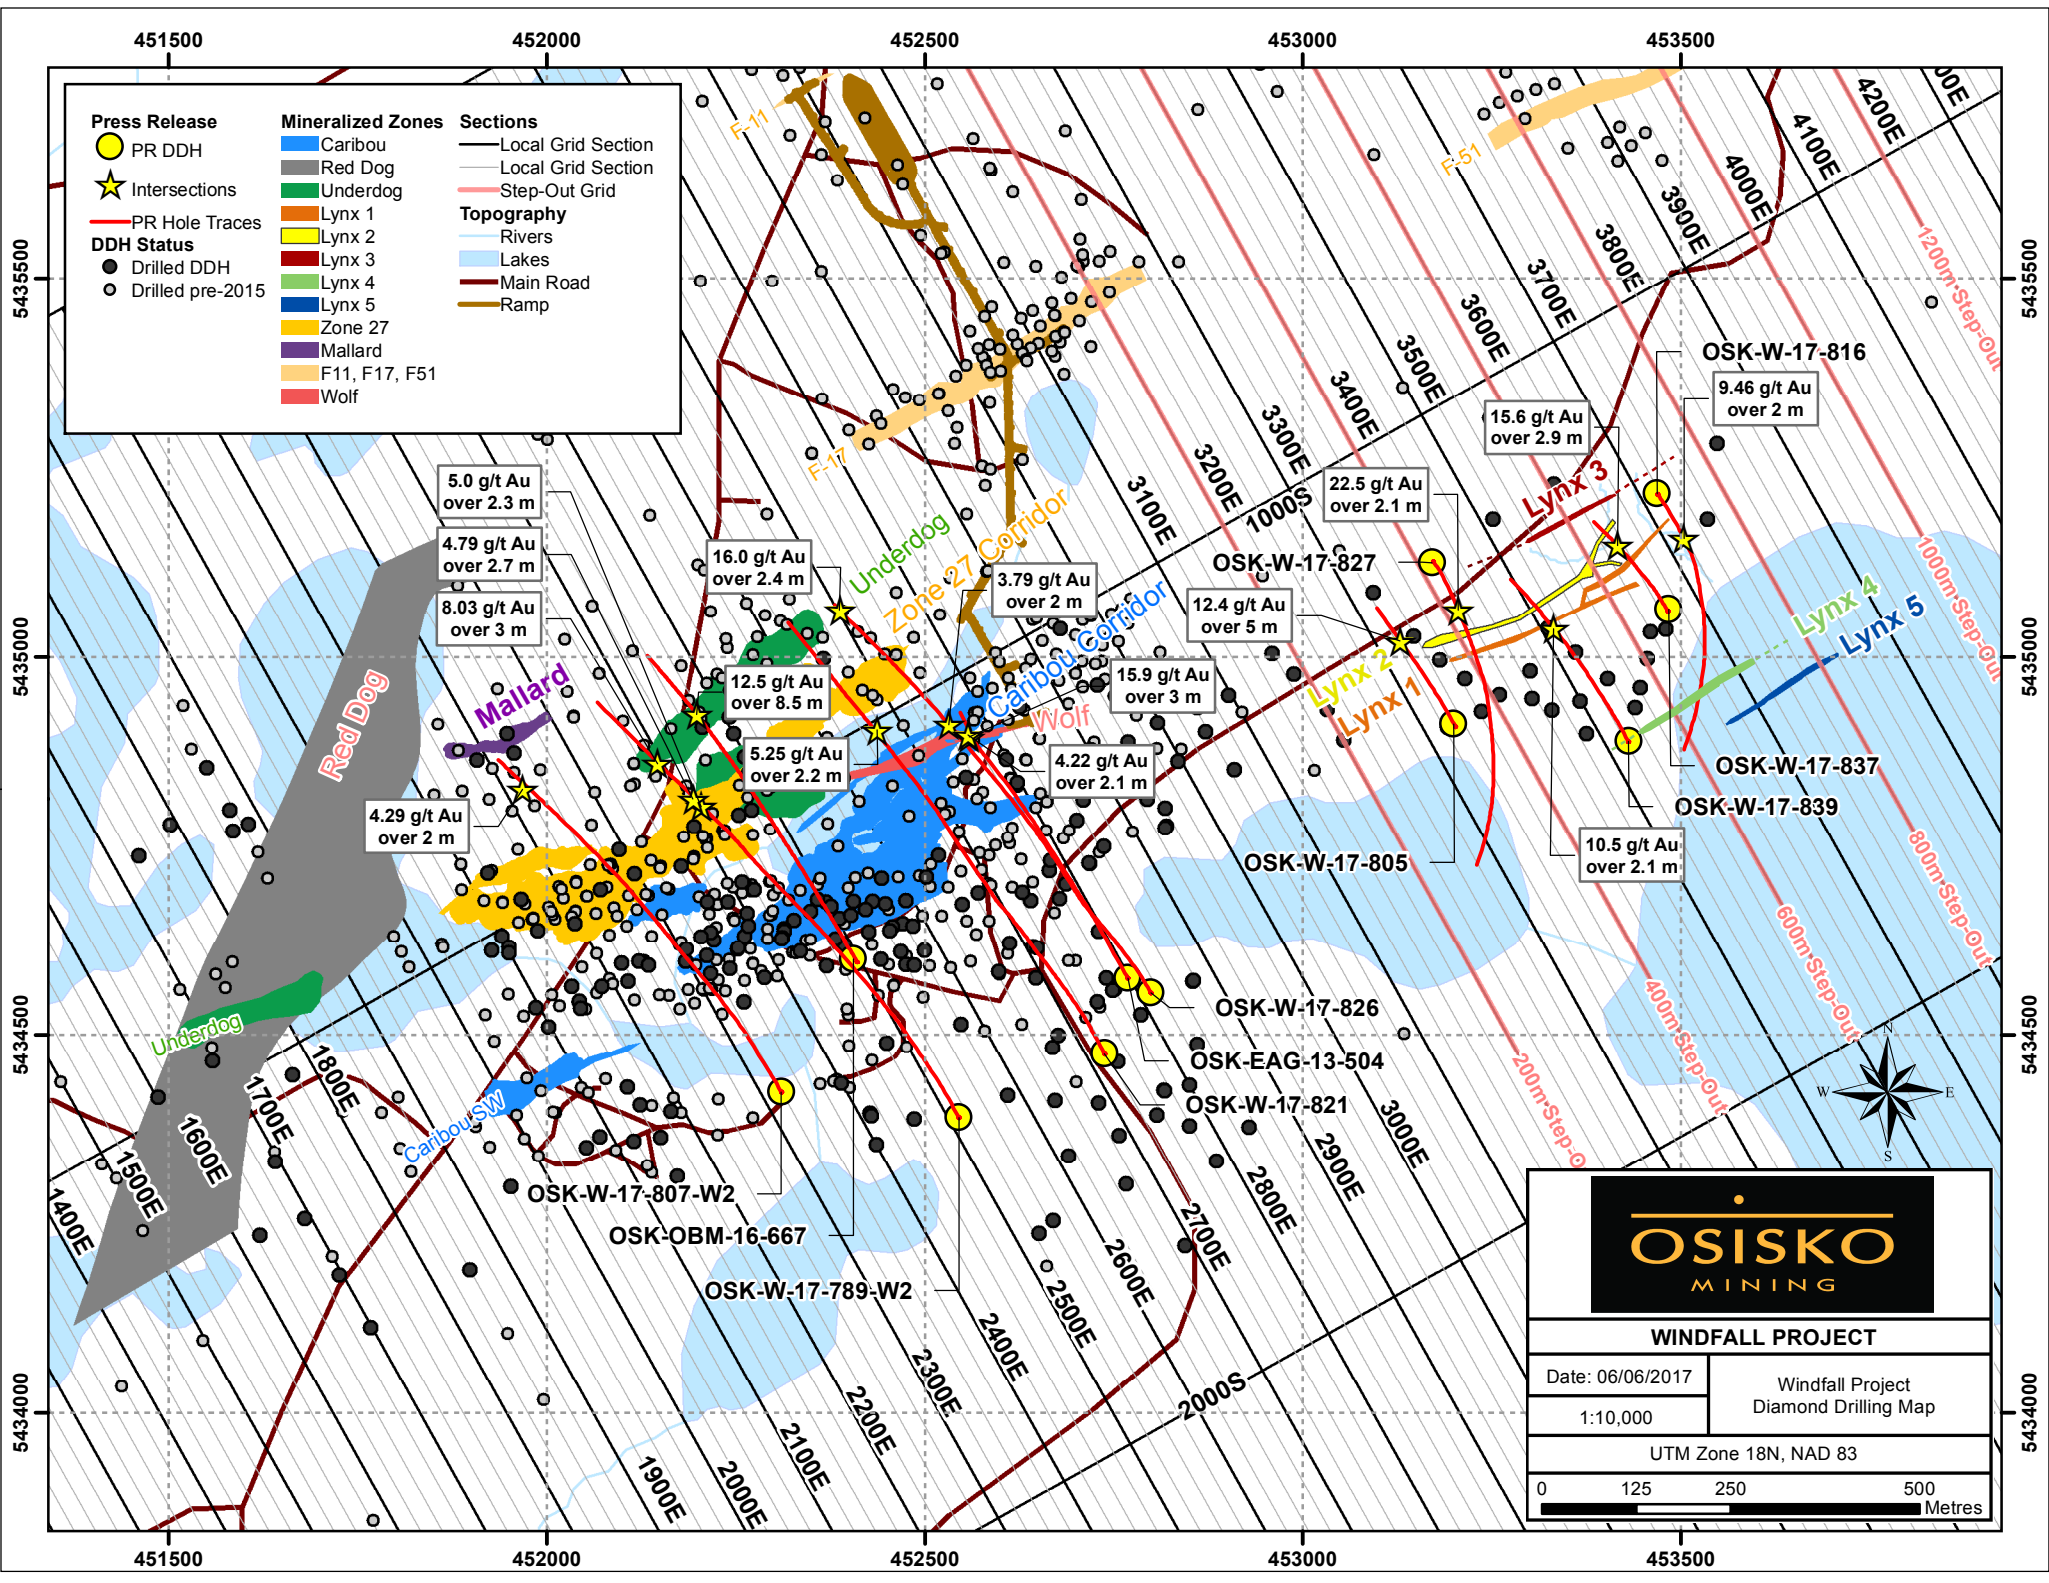 451500
452000
452500
453000
453500
5435500
5435000
5434500
5434000
5435500
5435000
5434500
5434000
Press Release
PR DDH
Intersections
PR Hole Traces
DDH Status
Drilled DDH
Drilled pre-2015
Mineralized Zones
Caribou
Red Dog
Underdog
Lynx 1
Lynx 2
Lynx 3
Lynx 4
Lynx 5
Zone 27
Mallard
F11, F17, F51
Wolf
Sections
Local Grid Section
Local Grid Section
Step-Out Grid
Topography
Rivers
Lakes
Main Road
Ramp
F-11
F-51
F-17
4200E
4100E
4000E
3900E
3800E
3700E
3600E
3500E
3400E
3300E
3200E
3100E
1000S
1200m Step-Out
1000m Step-Out
800m Step-Out
600m Step-Out
400m Step-Out
200m Step-O
OSK-W-17-816
9.46 g/t Au
over 2 m
15.6 g/t Au
over 2.9 m
22.5 g/t Au
over 2.1 m
12.4 g/t Au
over 5 m
OSK-W-17-827
5.0 g/t Au
over 2.3 m
4.79 g/t Au
over 2.7 m
8.03 g/t Au
over 3 m
16.0 g/t Au
over 2.4 m
3.79 g/t Au
over 2 m
12.5 g/t Au
over 8.5 m
15.9 g/t Au
over 3 m
5.25 g/t Au
over 2.2 m
4.22 g/t Au
over 2.1 m
4.29 g/t Au
over 2 m
10.5 g/t Au
over 2.1 m
Underdog
Zone 27 Corridor
Caribou Corridor
Wolf
Mallard
Red Dog
Lynx 3
Lynx 2
Lynx 1
Lynx 4
Lynx 5
OSK-W-17-837
OSK-W-17-839
OSK-W-17-805
OSK-W-17-826
OSK-EAG-13-504
OSK-W-17-821
OSK-W-17-807-W2
OSK-OBM-16-667
OSK-W-17-789-W2
Underdog
Caribou SW
1400E
1500E
1600E
1700E
1800E
1900E
2000E
2100E
2200E
2300E
2400E
2500E
2600E
2700E
2800E
2900E
3000E
2000S
N
W
E
S
OSISKO
MINING
WINDFALL PROJECT
Date: 06/06/2017
1:10,000
Windfall Project
Diamond Drilling Map
UTM Zone 18N, NAD 83
0 125 250 500
Metres
451500
452000
452500
453000
453500